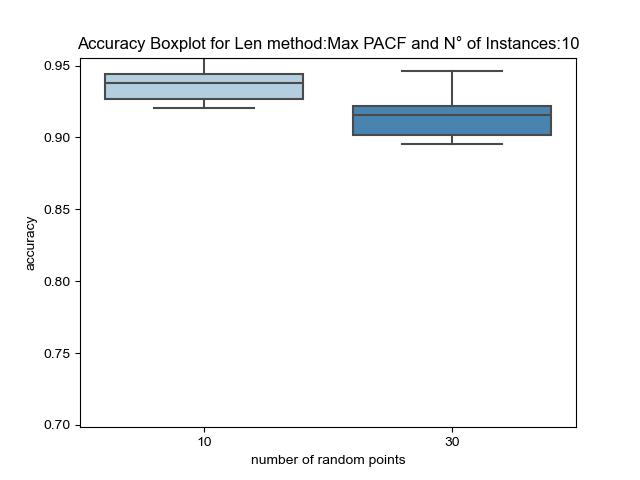 Accuracy Boxplot for Len method:Max PACF and N° of Instances:10
0.95
0.90
0.85
0.80
0.75
0.70
accuracy
10 30
number of random points